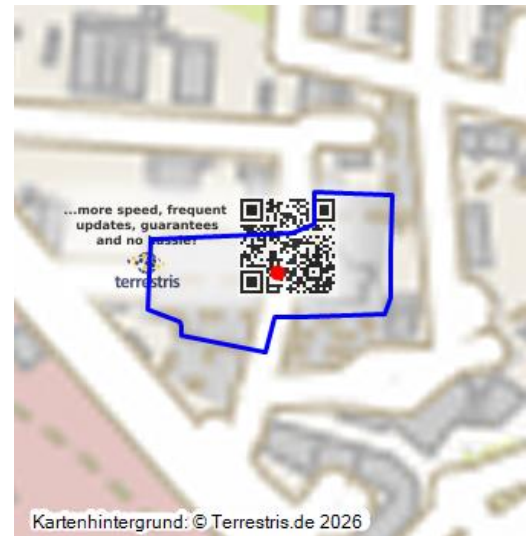 ...more speed, frequent
updates, guarantees
and no hassle!
terrestris
Kartenhintergrund: © Terrestris.de 2026